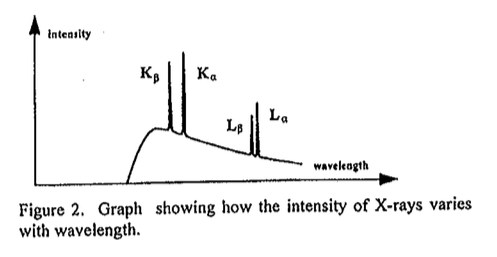 intensity
Kβ Kα
Lβ Lα
wavelength
Figure 2. Graph showing how the intensity of X-rays varies
with wavelength.